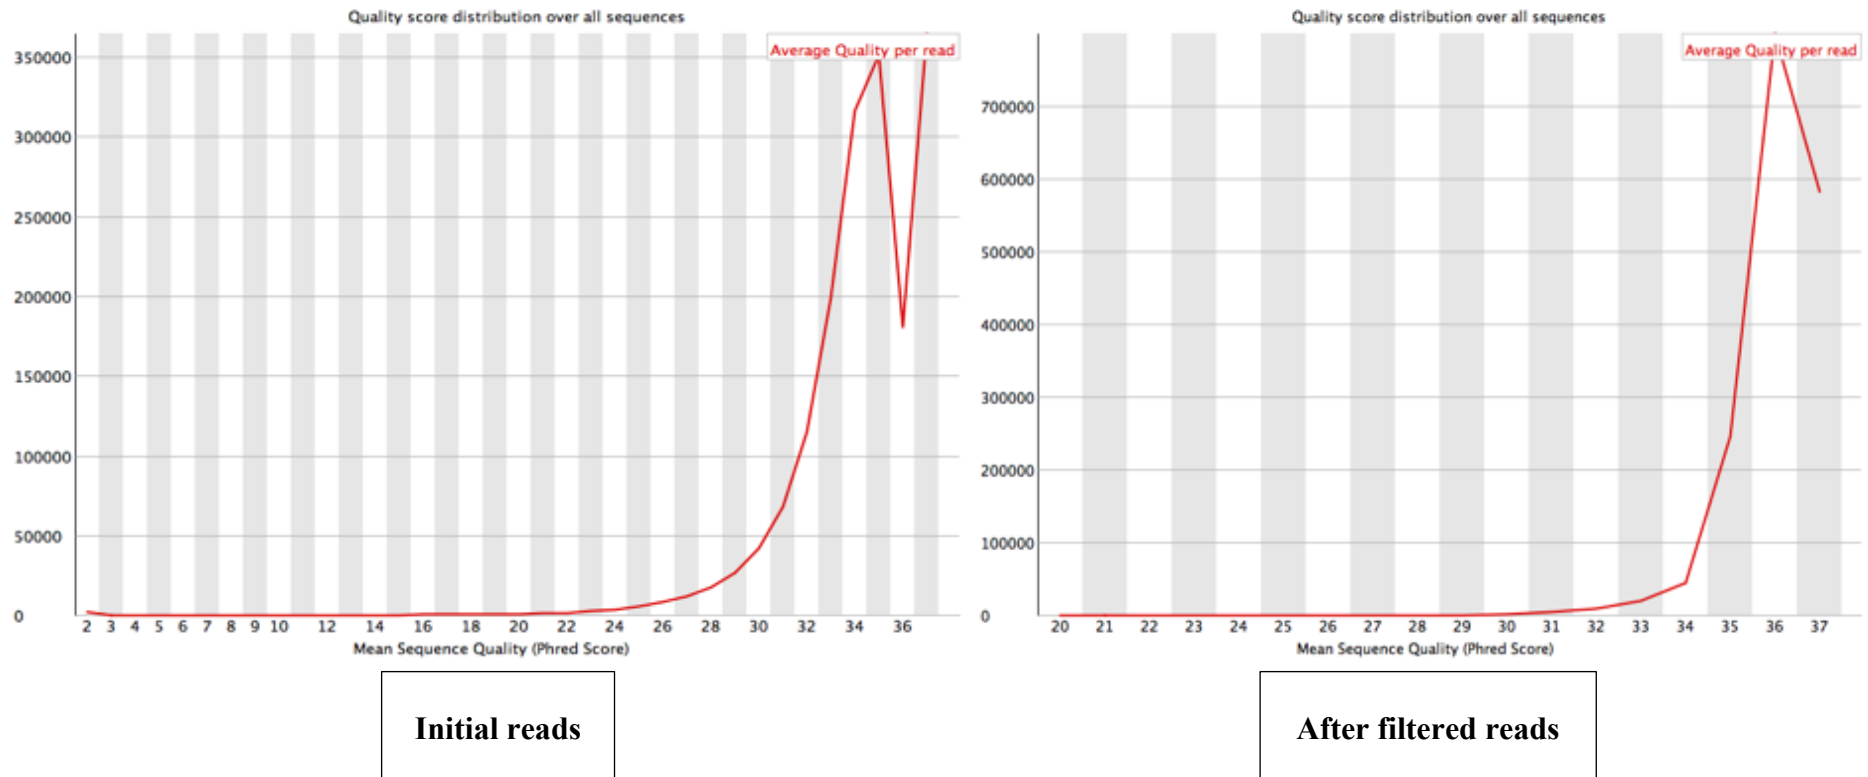 Quality score distribution over all sequences
Average Quality per read
350000
300000
250000
200000
150000
100000
50000
0
2 3 4 5 6 7 8 9 10 12 14 16 18 20 22 24 26 28 30 32 34 36
Mean Sequence Quality (Phred Score)
Initial reads
Quality score distribution over all sequences
Average Quality per read
700000
600000
500000
400000
300000
200000
100000
0
20 21 22 23 24 25 26 27 28 29 30 31 32 33 34 35 36 37
Mean Sequence Quality (Phred Score)
After filtered reads